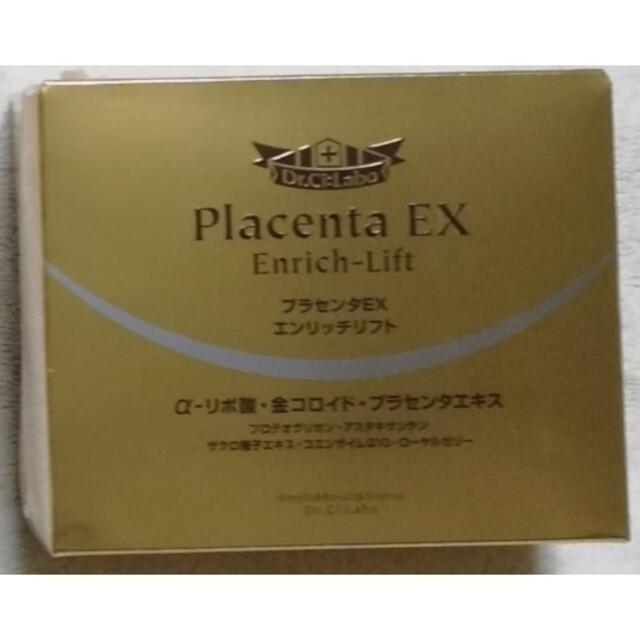 Dr.Ci:Labo
Placenta EX
Enrich-Lift
プラセンタEX
エンリッチリフト
α-リポ酸・金コロイド・プラセンタエキス
プロテオグリカン・アスタキサンチン
ザクロ種子エキス・コエンザイムQ10・ローヤルゼリー
Simple&Result&Science
Dr.Ci:Labo